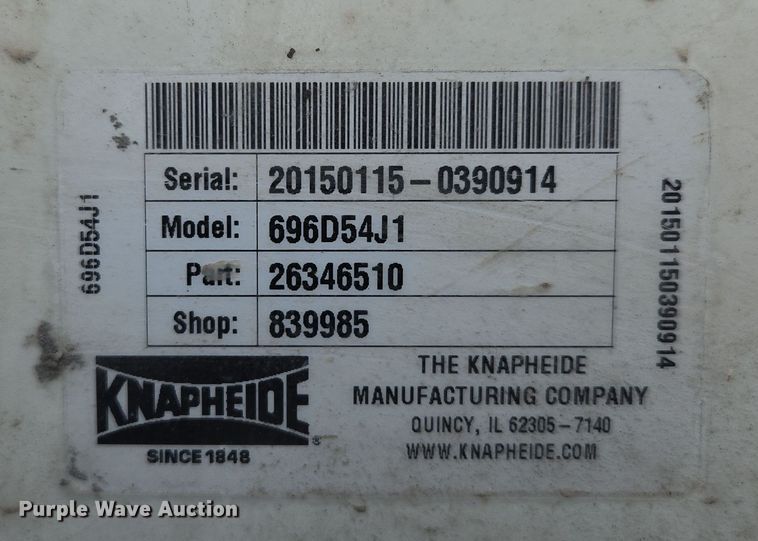 Serial: 20150115-0390914
Model: 696D54J1
Part: 26346510
Shop: 839985
696D54J1
201501150390914
KNAPHEIDE®
SINCE 1848
THE KNAPHEIDE
MANUFACTURING COMPANY
QUINCY, IL 62305-7140
WWW.KNAPHEIDE.COM
Purple Wave Auction